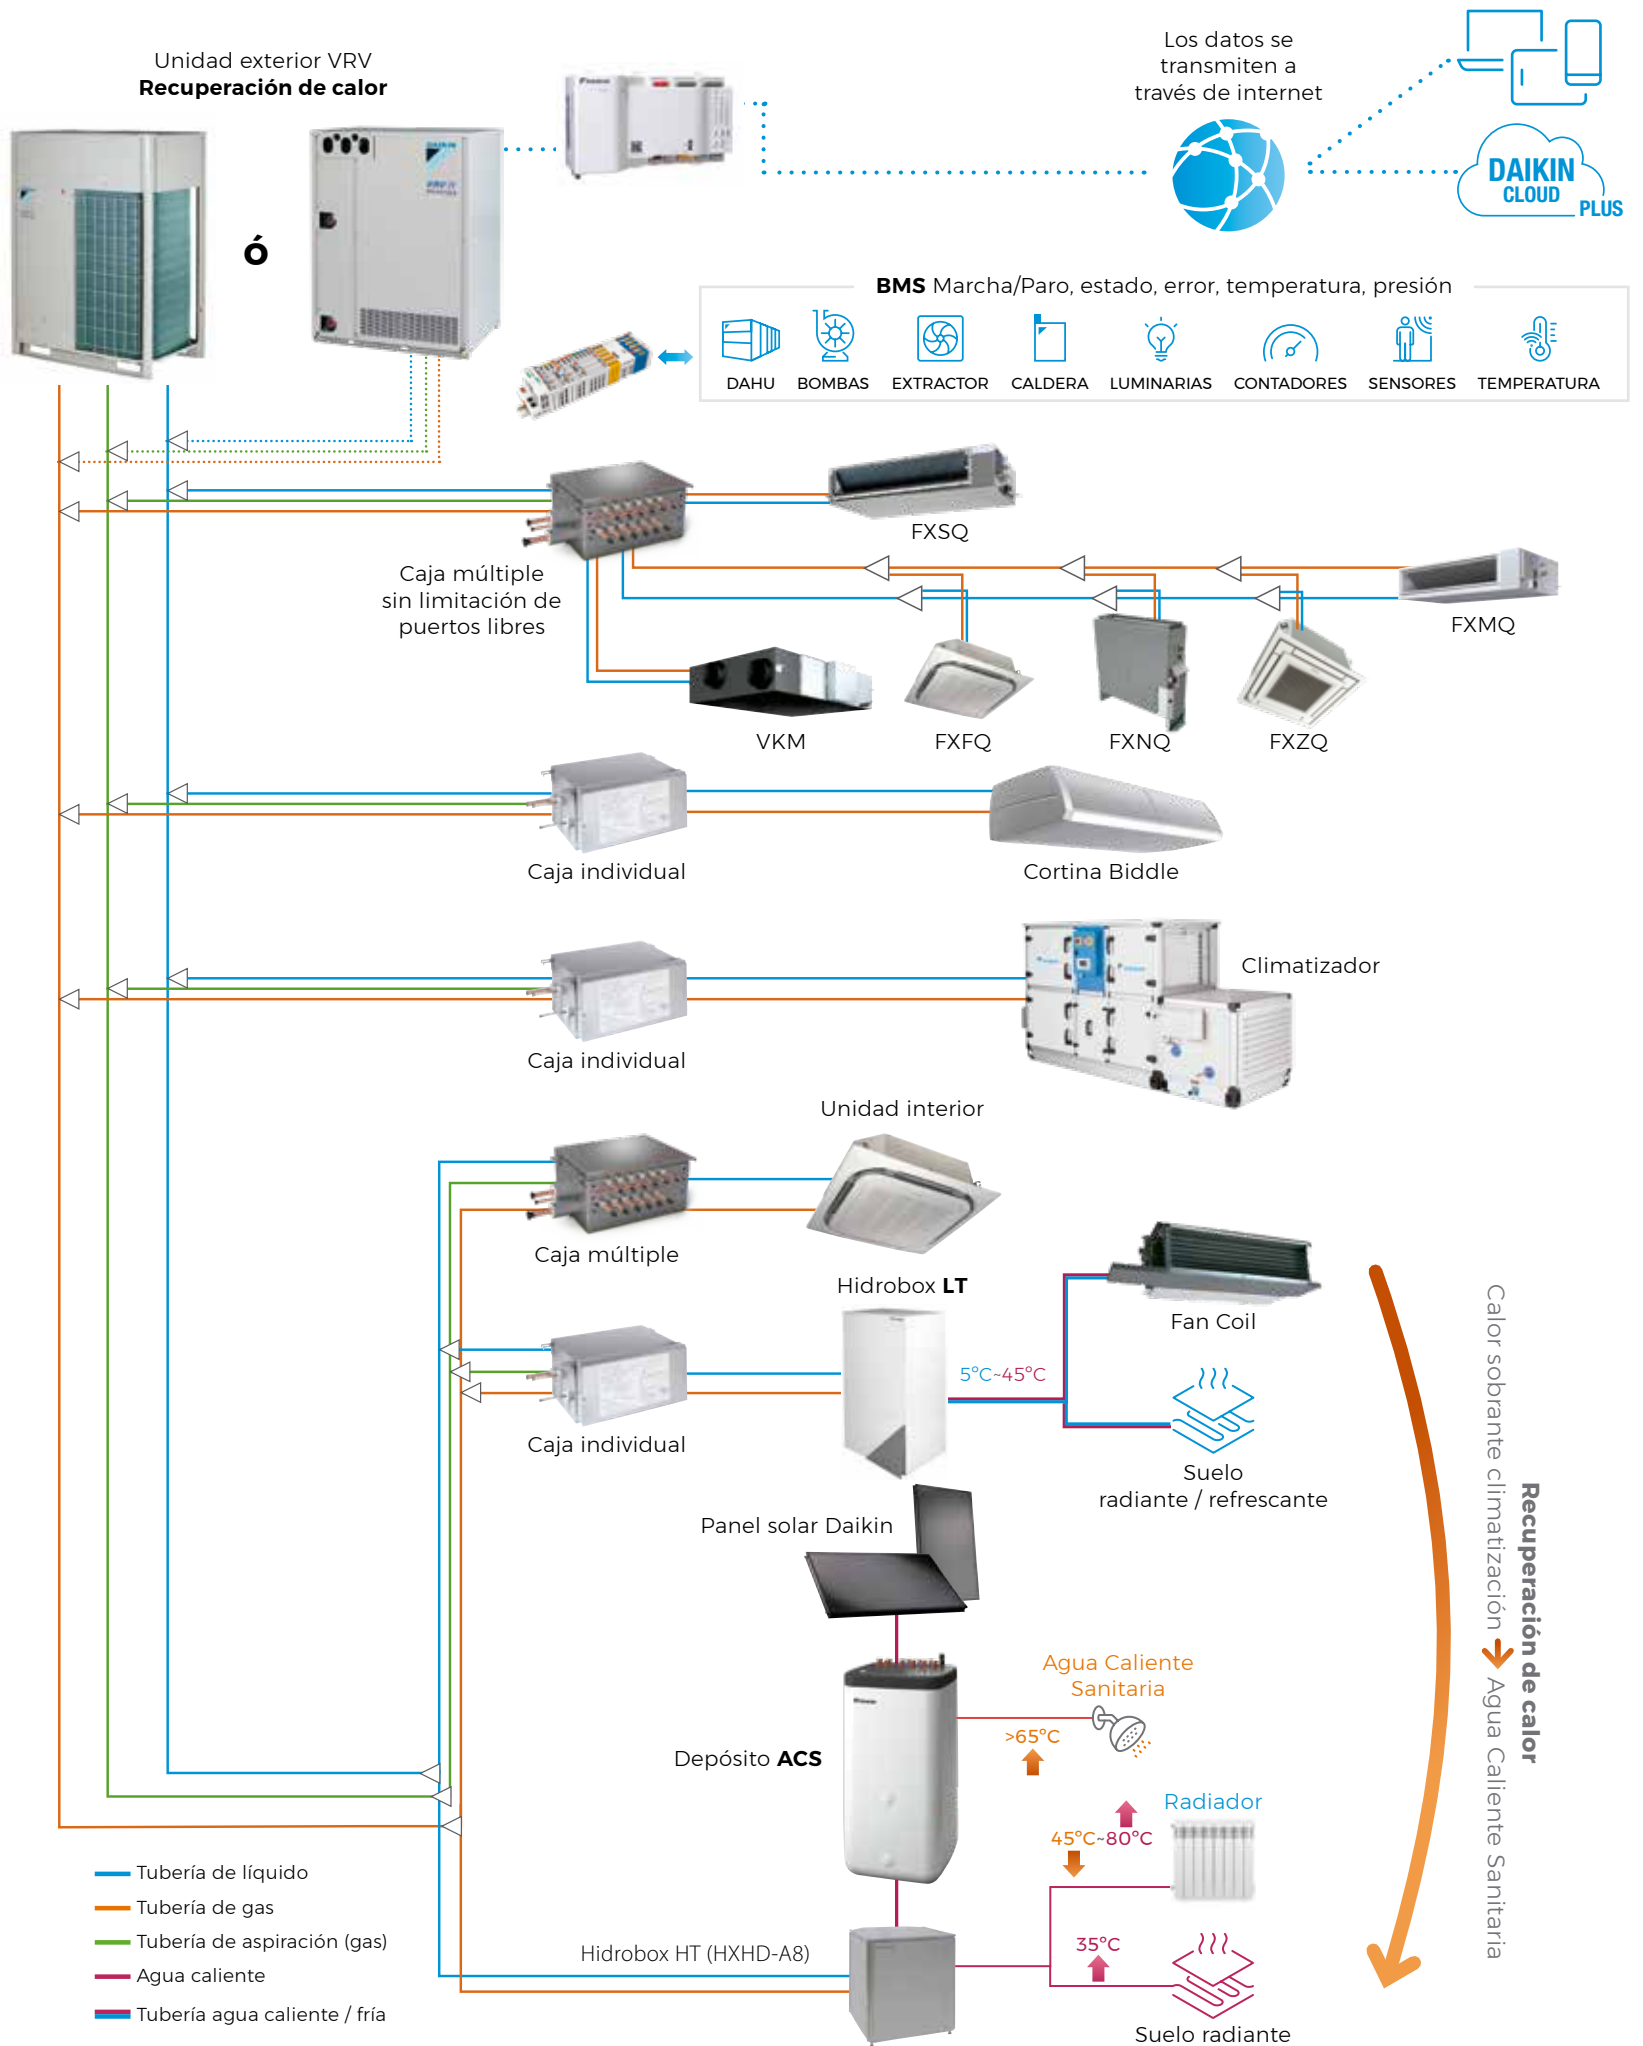 Unidad exterior VRV
Recuperación de calor
ó
Los datos se
transmiten a
través de internet
DAIKIN
CLOUD
PLUS
DAIKIN
BMS Marcha/Paro, estado, error, temperatura, presión
DAHU
BOMBAS
EXTRACTOR
CALDERA
LUMINARIAS
CONTADORES
SENSORES
TEMPERATURA
FXSQ
Caja múltiple
sin limitación de
puertos libres
FXMQ
VKM
FXFQ
FXNQ
FXZQ
Caja individual
Cortina Biddle
Climatizador
Caja individual
Unidad interior
Caja múltiple
Hidrobox LT
Fan Coil
5°C~45°C
Caja individual
Suelo
radiante / refrescante
Panel solar Daikin
Agua Caliente
Sanitaria
>65°C
Depósito ACS
Radiador
45°C~80°C
35°C
Hidrobox HT (HXHD-A8)
Suelo radiante
Recuperación de calor
Calor sobrante climatización Agua Caliente Sanitaria
Tubería de líquido
Tubería de gas
Tubería de aspiración (gas)
Agua caliente
Tubería agua caliente / fría